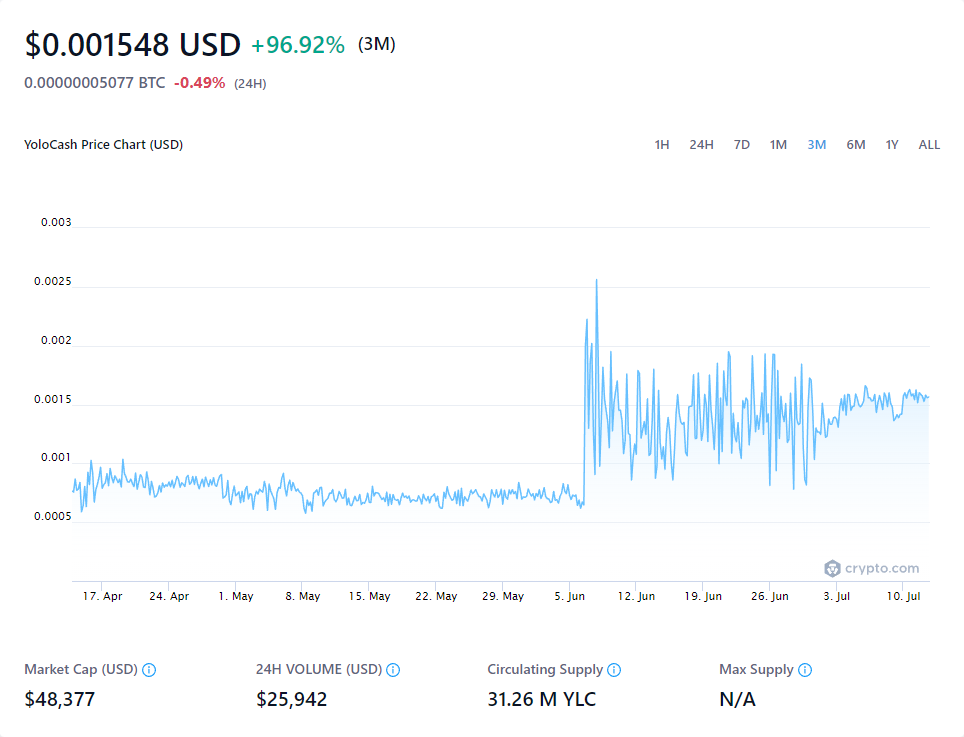 $0.001548 USD +96.92% (3M)
0.00000005077 BTC -0.49% (24H)
YoloCash Price Chart (USD) 1H 24H 7D 1M 3M 6M 1Y ALL
0.003
0.0025
0.002
0.0015
0.001
0.0005
crypto.com
17. Apr 24. Apr 1. May 8. May 15. May 22. May 29. May 5. Jun 12. Jun 19. Jun 26. Jun 3. Jul 10. Jul
Market Cap (USD) 24H VOLUME (USD) Circulating Supply Max Supply
$48,377 $25,942 31.26 M YLC N/A